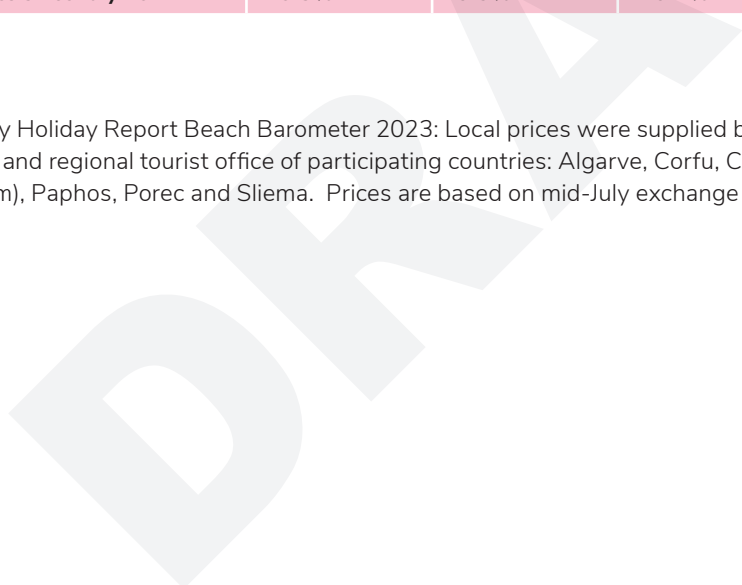 y Holiday Report Beach Barometer 2023: Local prices were supplied b
and regional tourist office of participating countries: Algarve, Corfu, C
m), Paphos, Porec and Sliema. Prices are based on mid-July exchange
DRA